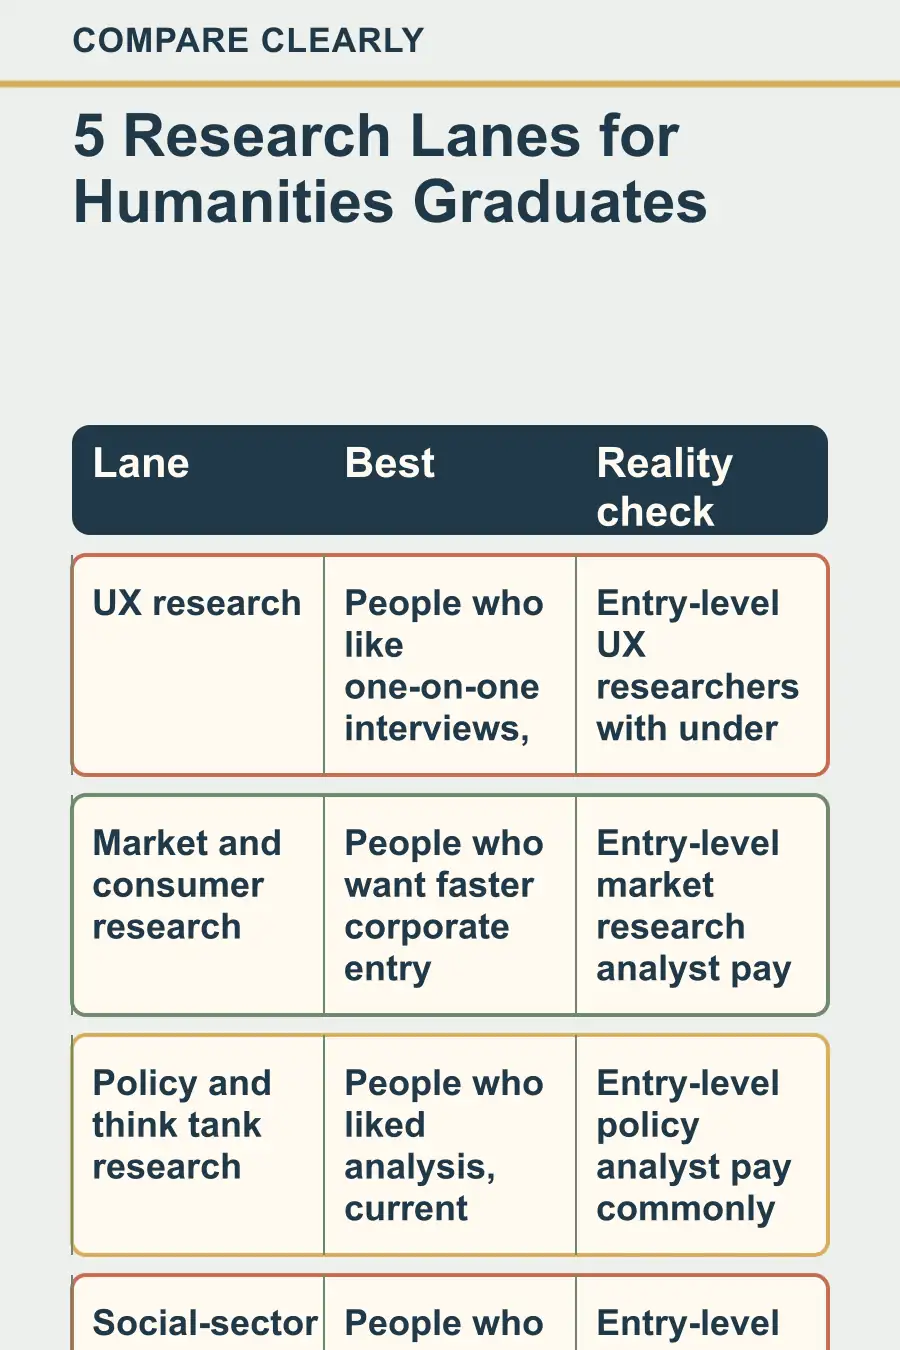 COMPARE CLEARLY
5 Research Lanes for
Humanities Graduates
Lane
Best
Reality
check
UX research
People who
like
one-on-one
interviews,
Entry-level
UX
researchers
with under
Market and
consumer
research
People who
want faster
corporate
entry
Entry-level
market
research
analyst pay
Policy and
think tank
research
People who
liked
analysis,
current
Entry-level
policy
analyst pay
commonly
Social-sector
People who
Entry-level